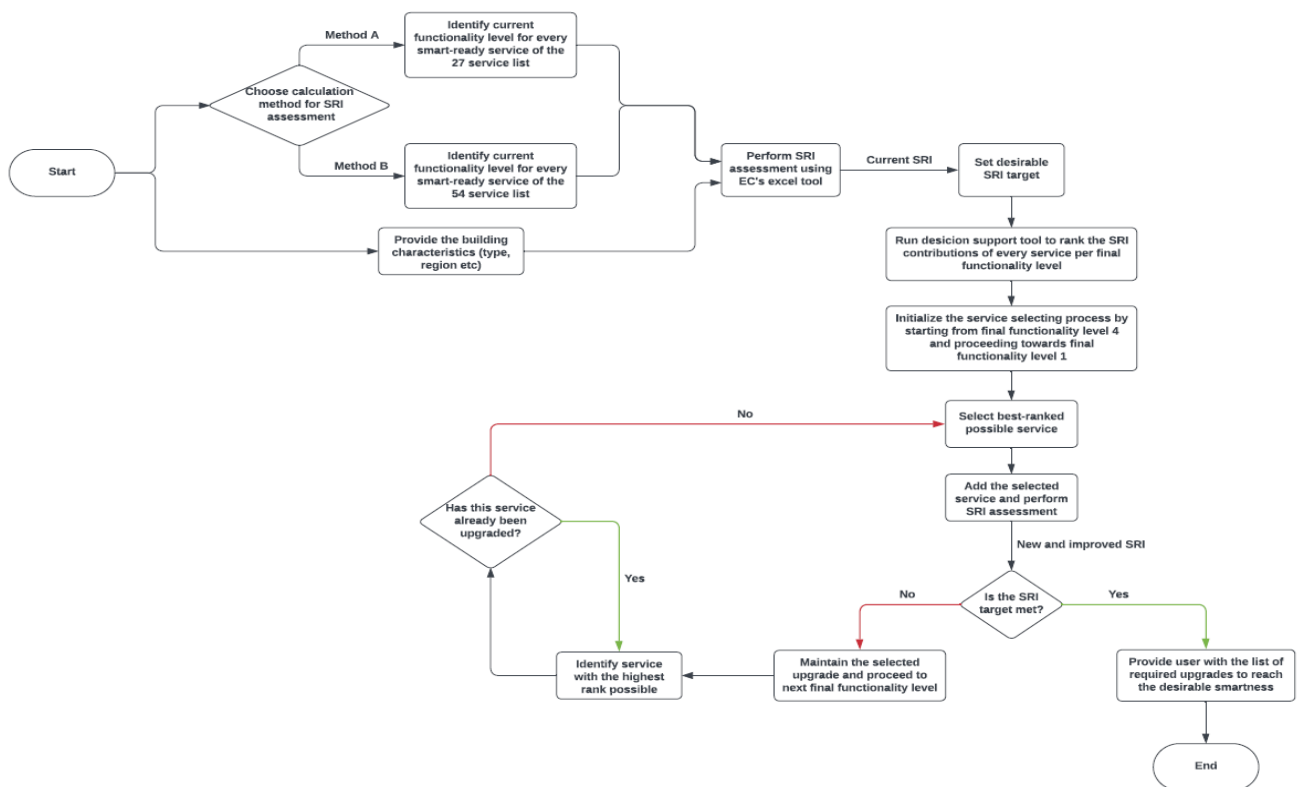 Start
Choose calculation
method for SRI
assessment
Method A
Identify current
functionality level for every
smart-ready service of the
27 service list
Method B
Identify current
functionality level for every
smart-ready service of the
54 service list
Provide the building
characteristics (type,
region etc)
Perform SRI
assessment using
EC's excel tool
Current SRI
Set desirable
SRI target
Run desicion support tool to rank the SRI
contributions of every service per final
functionality level
Initialize the service selecting process by
starting from final functionality level 4
and proceeding towards final
functionality level 1
Select best-ranked
possible service
Add the selected
service and perform
SRI assessment
New and improved SRI
Is the SRI
target met?
No
Yes
Maintain the selected
upgrade and proceed to
next final functionality level
Identify service
with the highest
rank possible
Has this service
already been
upgraded?
Yes
No
Provide user with the list of
required upgrades to reach
the desirable smartness
End